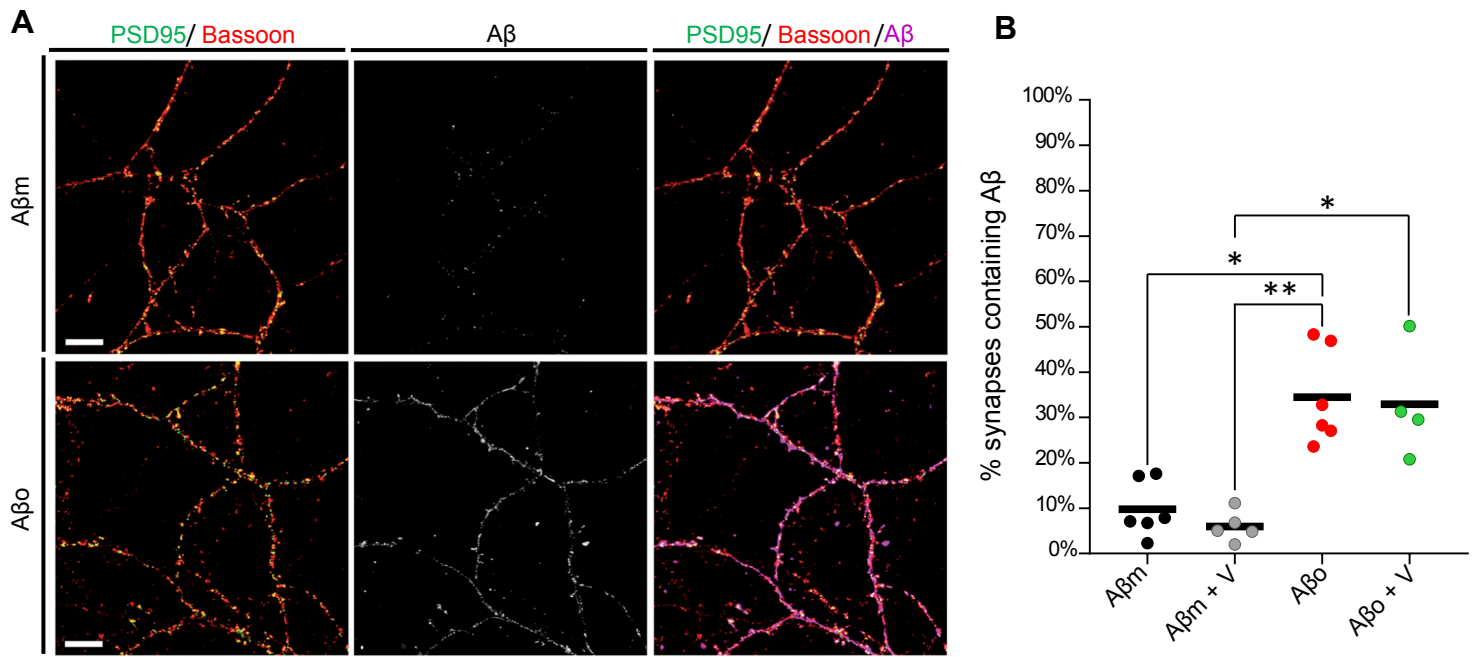 A
PSD95/ Bassoon
Aβ
PSD95/ Bassoon /Aβ
Aβm
Aβo
B
% synapses containing Aβ
100%
90%
80%
70%
60%
50%
40%
30%
20%
10%
0%
*
*
**
Aβm
Aβm + V
Aβo
Aβo + V